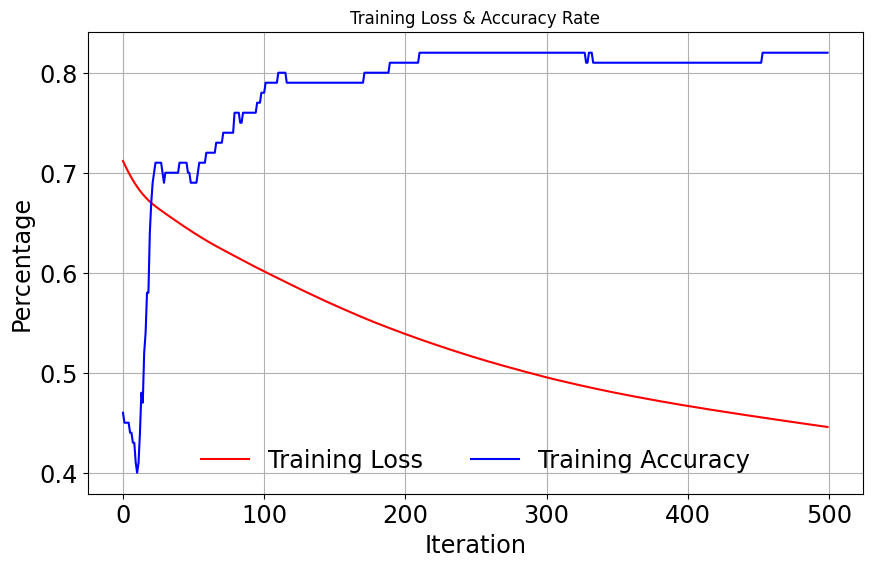 Training Loss & Accuracy Rate
Percentage
0.8
0.7
0.6
0.5
0.4
Training Loss
Training Accuracy
0
100
200
300
400
500
Iteration